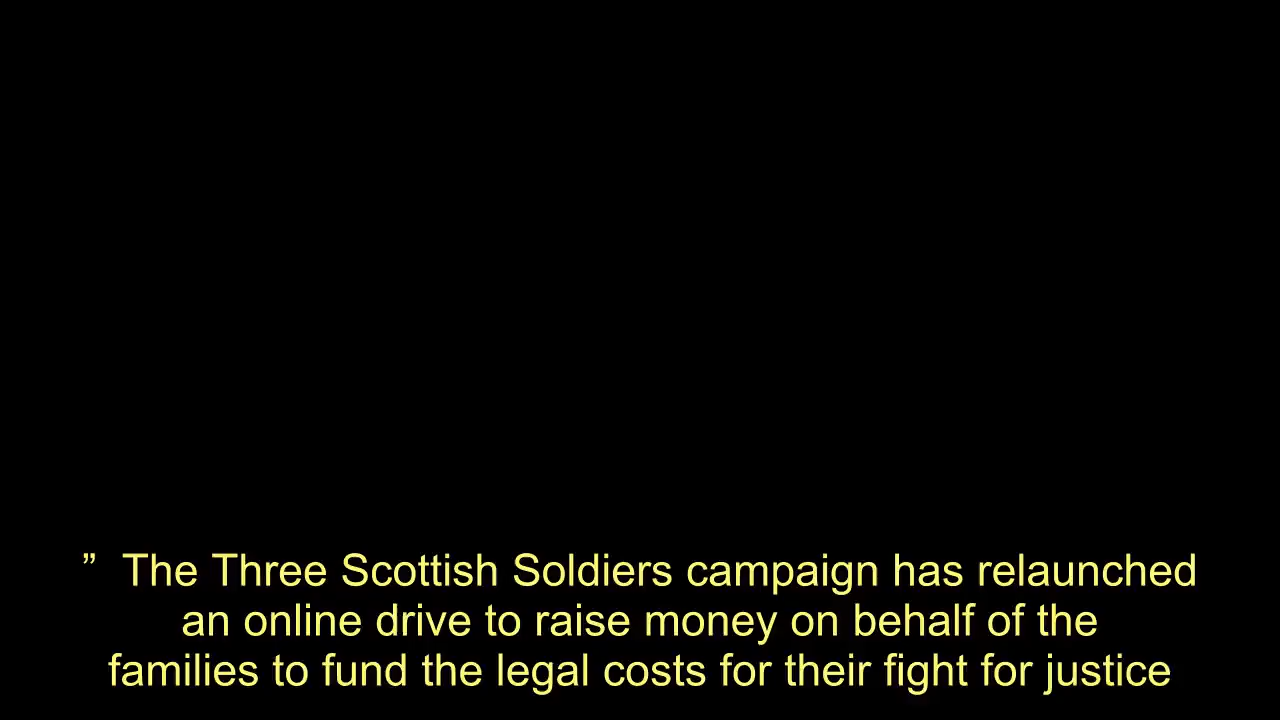 ”  The Three Scottish Soldiers campaign has relaunched
an online drive to raise money on behalf of the
families to fund the legal costs for their fight for justice